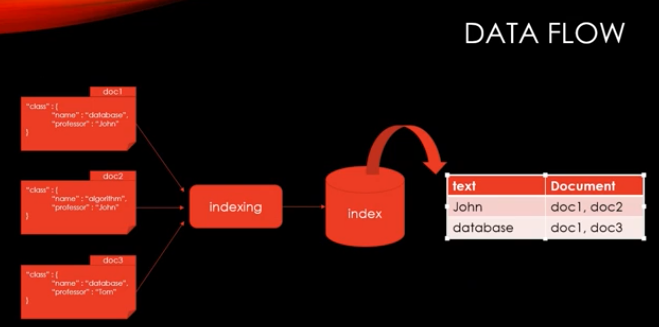 DATA FLOW
doc1
"class" : {
"name" : "database",
"professor" : "John"
}
doc2
"class" : {
"name" : "algorithm",
"professor" : "John"
}
doc3
"class" : {
"name" : "database",
"professor" : "Tom"
}
indexing
index
text Document
John doc1, doc2
database doc1, doc3